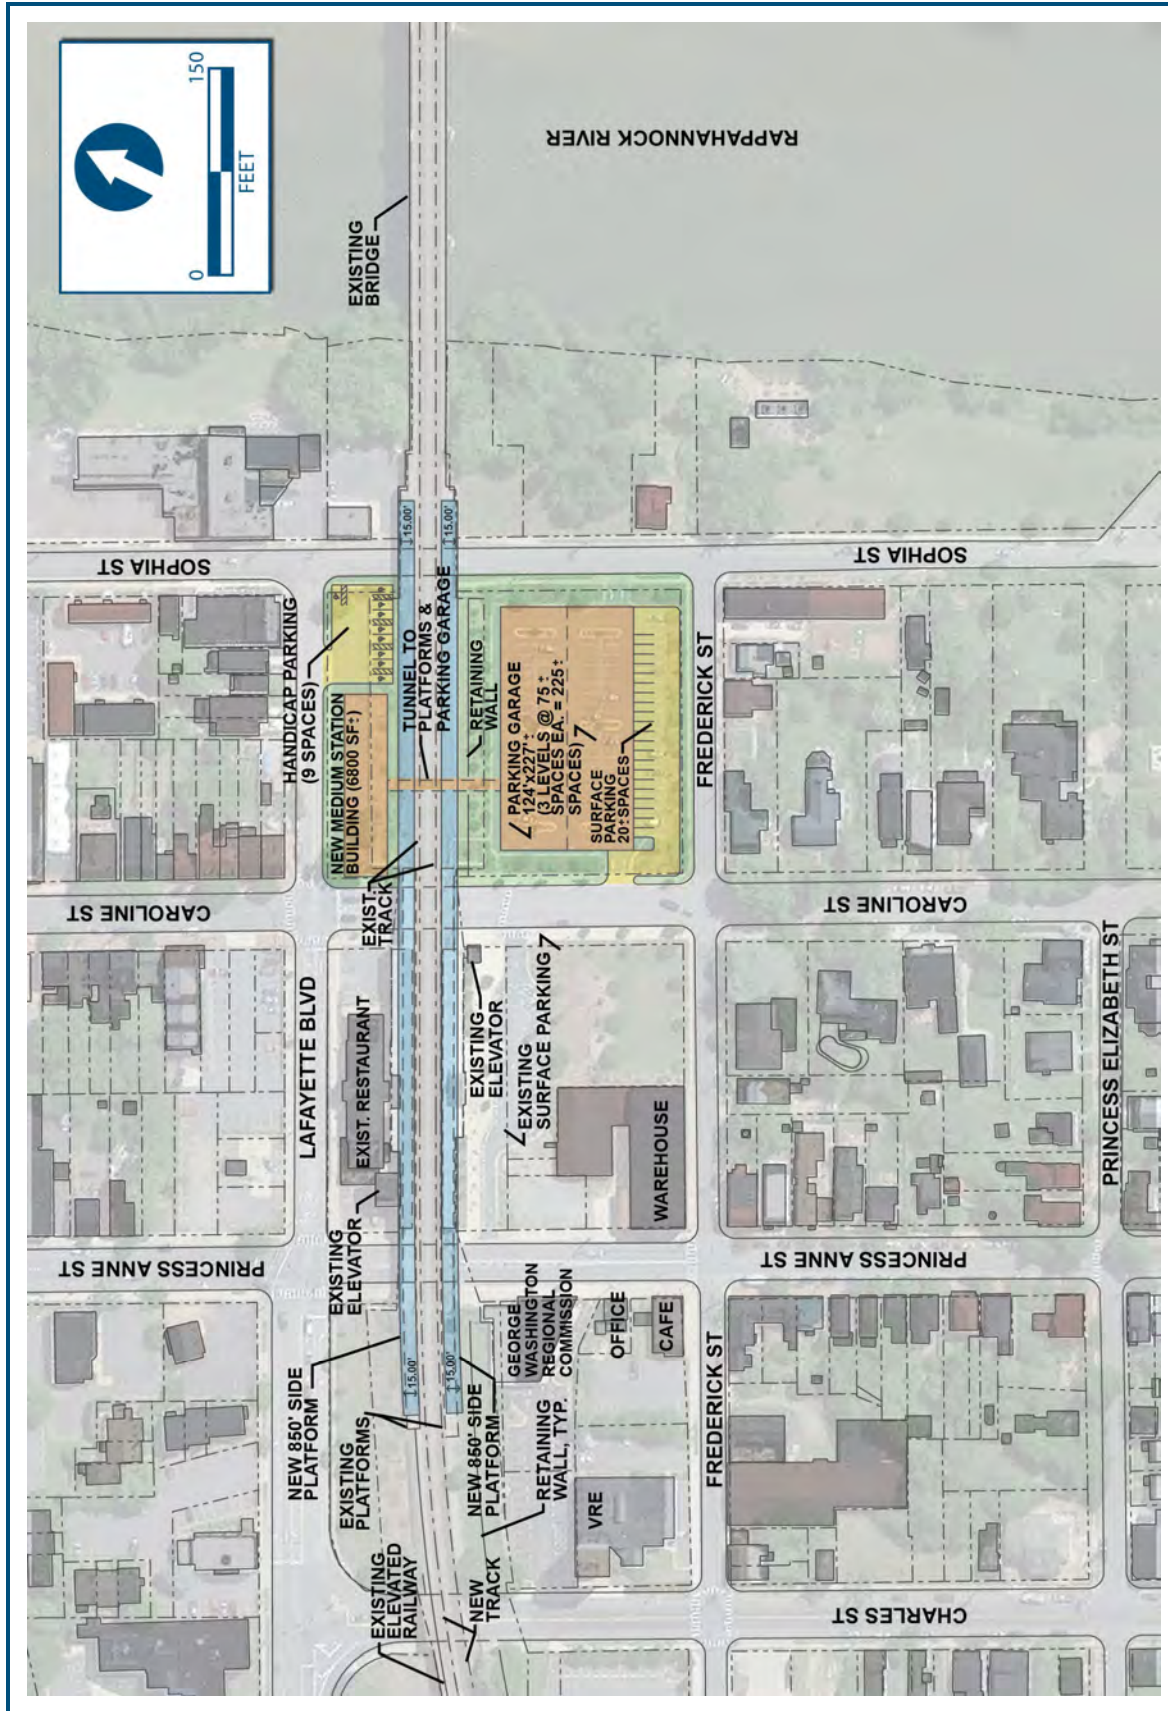 0
150
FEET
RAPPAHANNOCK RIVER
EXISTING
BRIDGE
SOPHIA ST
SOPHIA ST
15.00'
15.00'
HANDICAP PARKING
(9 SPACES)
NEW MEDIUM STATION
BUILDING (6800 SF±)
TUNNEL TO
PLATFORMS &
PARKING GARAGE
RETAINING
WALL
PARKING GARAGE
124'x227'±
(3 LEVELS @ 75±
SPACES EA. = 225±
SPACES)
SURFACE
PARKING
20±SPACES
FREDERICK ST
EXIST.
TRACK
CAROLINE ST
CAROLINE ST
LAFAYETTE BLVD
EXIST. RESTAURANT
EXISTING
ELEVATOR
EXISTING
SURFACE PARKING
WAREHOUSE
PRINCESS ELIZABETH ST
EXISTING
ELEVATOR
PRINCESS ANNE ST
PRINCESS ANNE ST
GEORGE
WASHINGTON
REGIONAL
COMMISSION
OFFICE
CAFE
NEW 850' SIDE
PLATFORM
15.00'
15.00'
EXISTING
PLATFORMS
NEW 850' SIDE
PLATFORM
RETAINING
WALL, TYP.
VRE
FREDERICK ST
EXISTING
ELEVATED
RAILWAY
NEW
TRACK
CHARLES ST